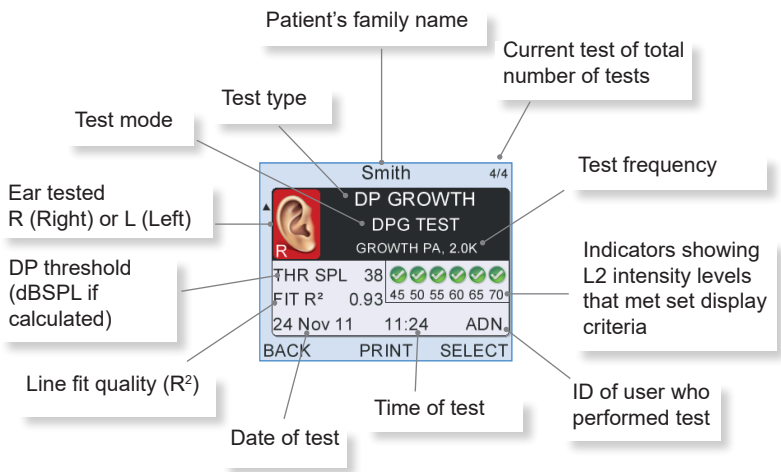 Patient’s family name
Current test of total
number of tests
Test type
Test mode
Test frequency
Ear tested
R (Right) or L (Left)
DP threshold
(dBSPL if
calculated)
Indicators showing
L2 intensity levels
that met set display
criteria
Line fit quality (R²)
Date of test
Time of test
ID of user who
performed test
Smith 4/4
DP GROWTH
DPG TEST
GROWTH PA, 2.0K
R
THR SPL 38
FIT R² 0.93
45 50 55 60 65 70
24 Nov 11 11:24 ADN
BACK PRINT SELECT